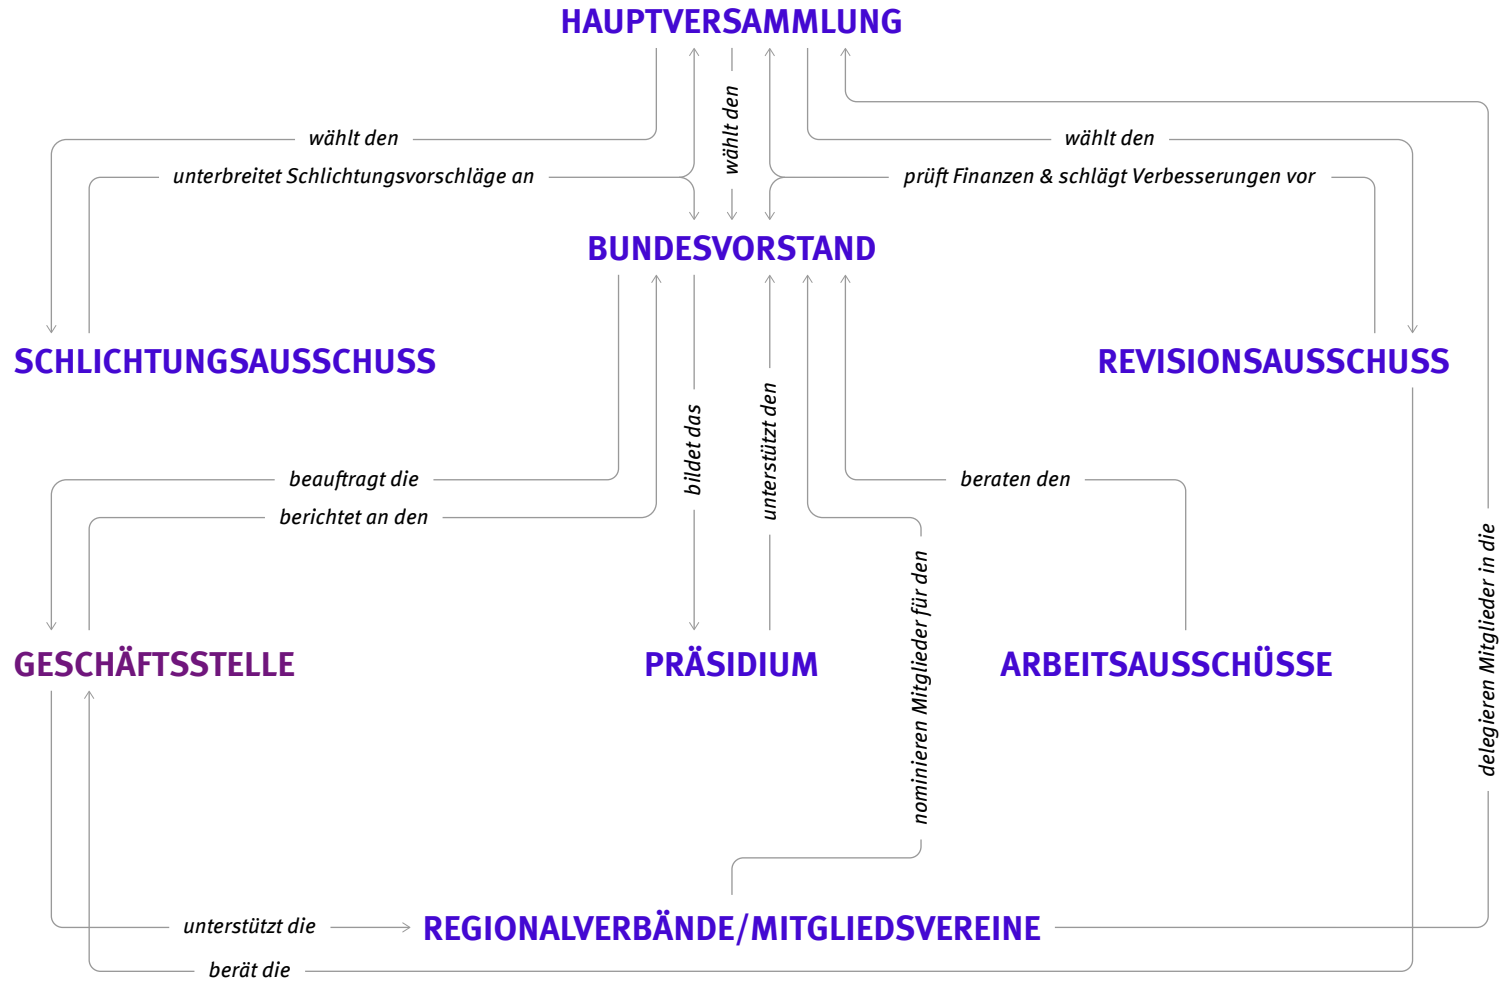 HAUPTVERSAMMLUNG
wählt den
wählt den
wählt den
unterbreitet Schlichtungsvorschläge an
prüft Finanzen & schlägt Verbesserungen vor
BUNDESVORSTAND
SCHLICHTUNGSAUSSCHUSS
REVISIONSAUSSCHUSS
bildet das
unterstützt den
beauftragt die
beraten den
berichtet an den
nominieren Mitglieder für den
delegieren Mitglieder in die
GESCHÄFTSSTELLE
PRÄSIDIUM
ARBEITSAUSSCHÜSSE
unterstützt die
REGIONALVERBÄNDE/MITGLIEDSVEREINE
berät die